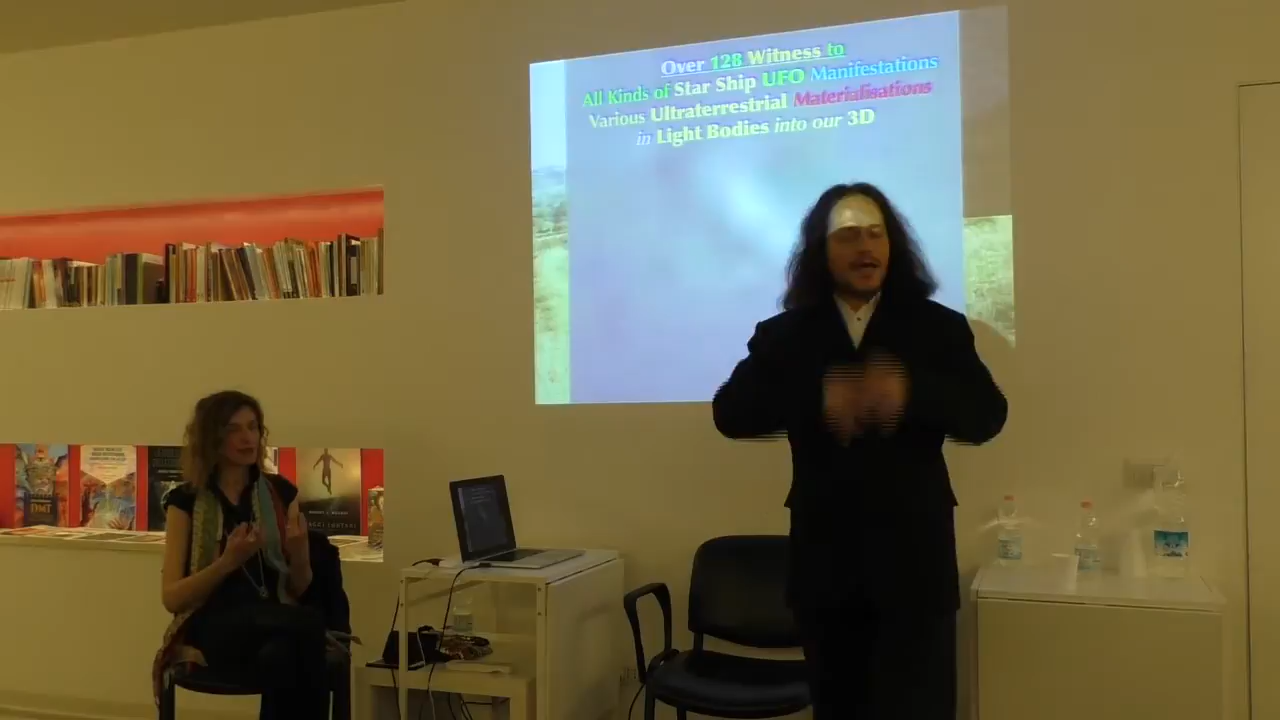 Over 128 Witness to
All Kinds of Star Ship UFO Manifestations
Various Ultraterrestrial Materialisations
in Light Bodies into our 3D
DMT